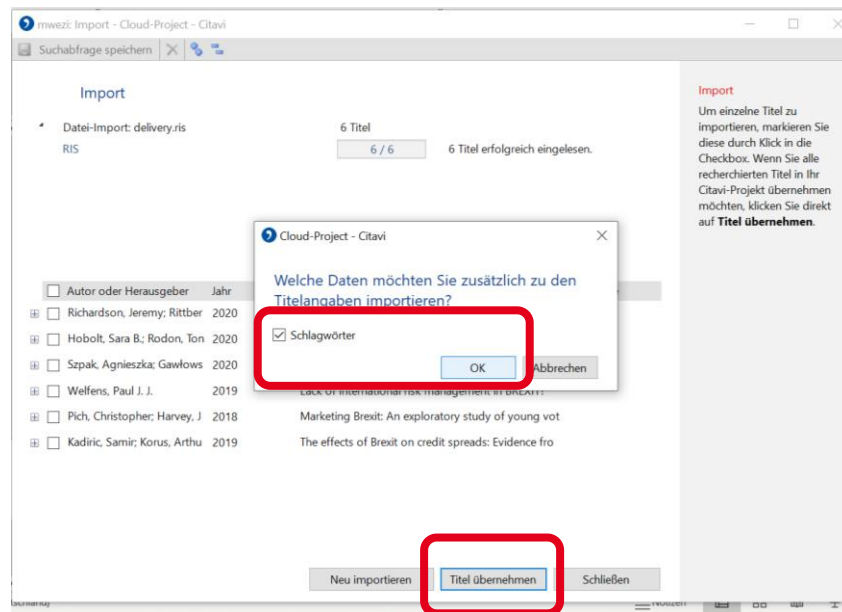 mwezi: Import - Cloud-Project - Citavi
Suchabfrage speichern
Import
Datei-Import: delivery.ris 6 Titel
RIS 6 / 6 6 Titel erfolgreich eingelesen.
Import
Um einzelne Titel zu
importieren, markieren Sie
diese durch Klick in die
Checkbox. Wenn Sie alle
recherchierten Titel in Ihr
Citavi-Projekt übernehmen
möchten, klicken Sie direkt
auf Titel übernehmen.
Cloud-Project - Citavi
Welche Daten möchten Sie zusätzlich zu den
Titelangaben importieren?
Schlagwörter
OK Abbrechen
Autor oder Herausgeber Jahr
Richardson, Jeremy; Rittber 2020
Hobolt, Sara B.; Rodon, Ton 2020
Szpak, Agnieszka; Gawłows 2020
Welfens, Paul J. J. 2019 Lack of international risk management in BREXIT?
Pich, Christopher; Harvey, J 2018 Marketing Brexit: An exploratory study of young vot
Kadiric, Samir; Korus, Arthu 2019 The effects of Brexit on credit spreads: Evidence fro
Neu importieren Titel übernehmen Schließen
Notizen